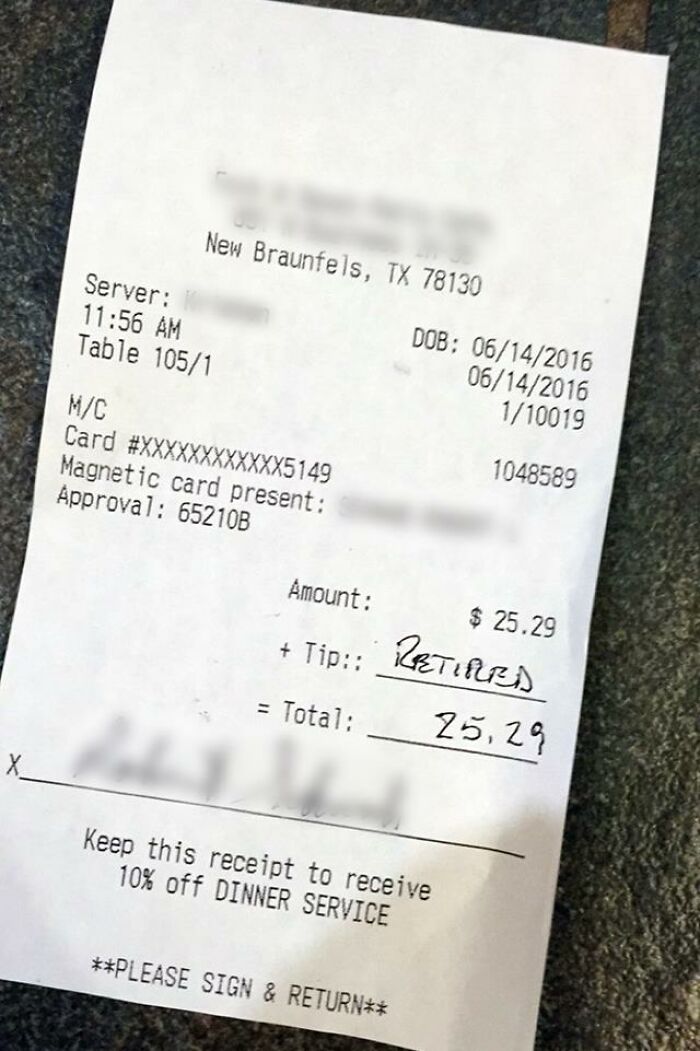 New Braunfels, TX 78130
Server:
DOB: 06/14/2016
11:56 AM
06/14/2016
Table 105/1
1/10019
M/C
1048589
Card #XXXXXXXXXXXX5149
Magnetic card present:
Approval: 65210B
Amount: $ 25.29
+ Tip:: RETIRED
= Total: 25.29
X
Keep this receipt to receive
10% off DINNER SERVICE
**PLEASE SIGN & RETURN**